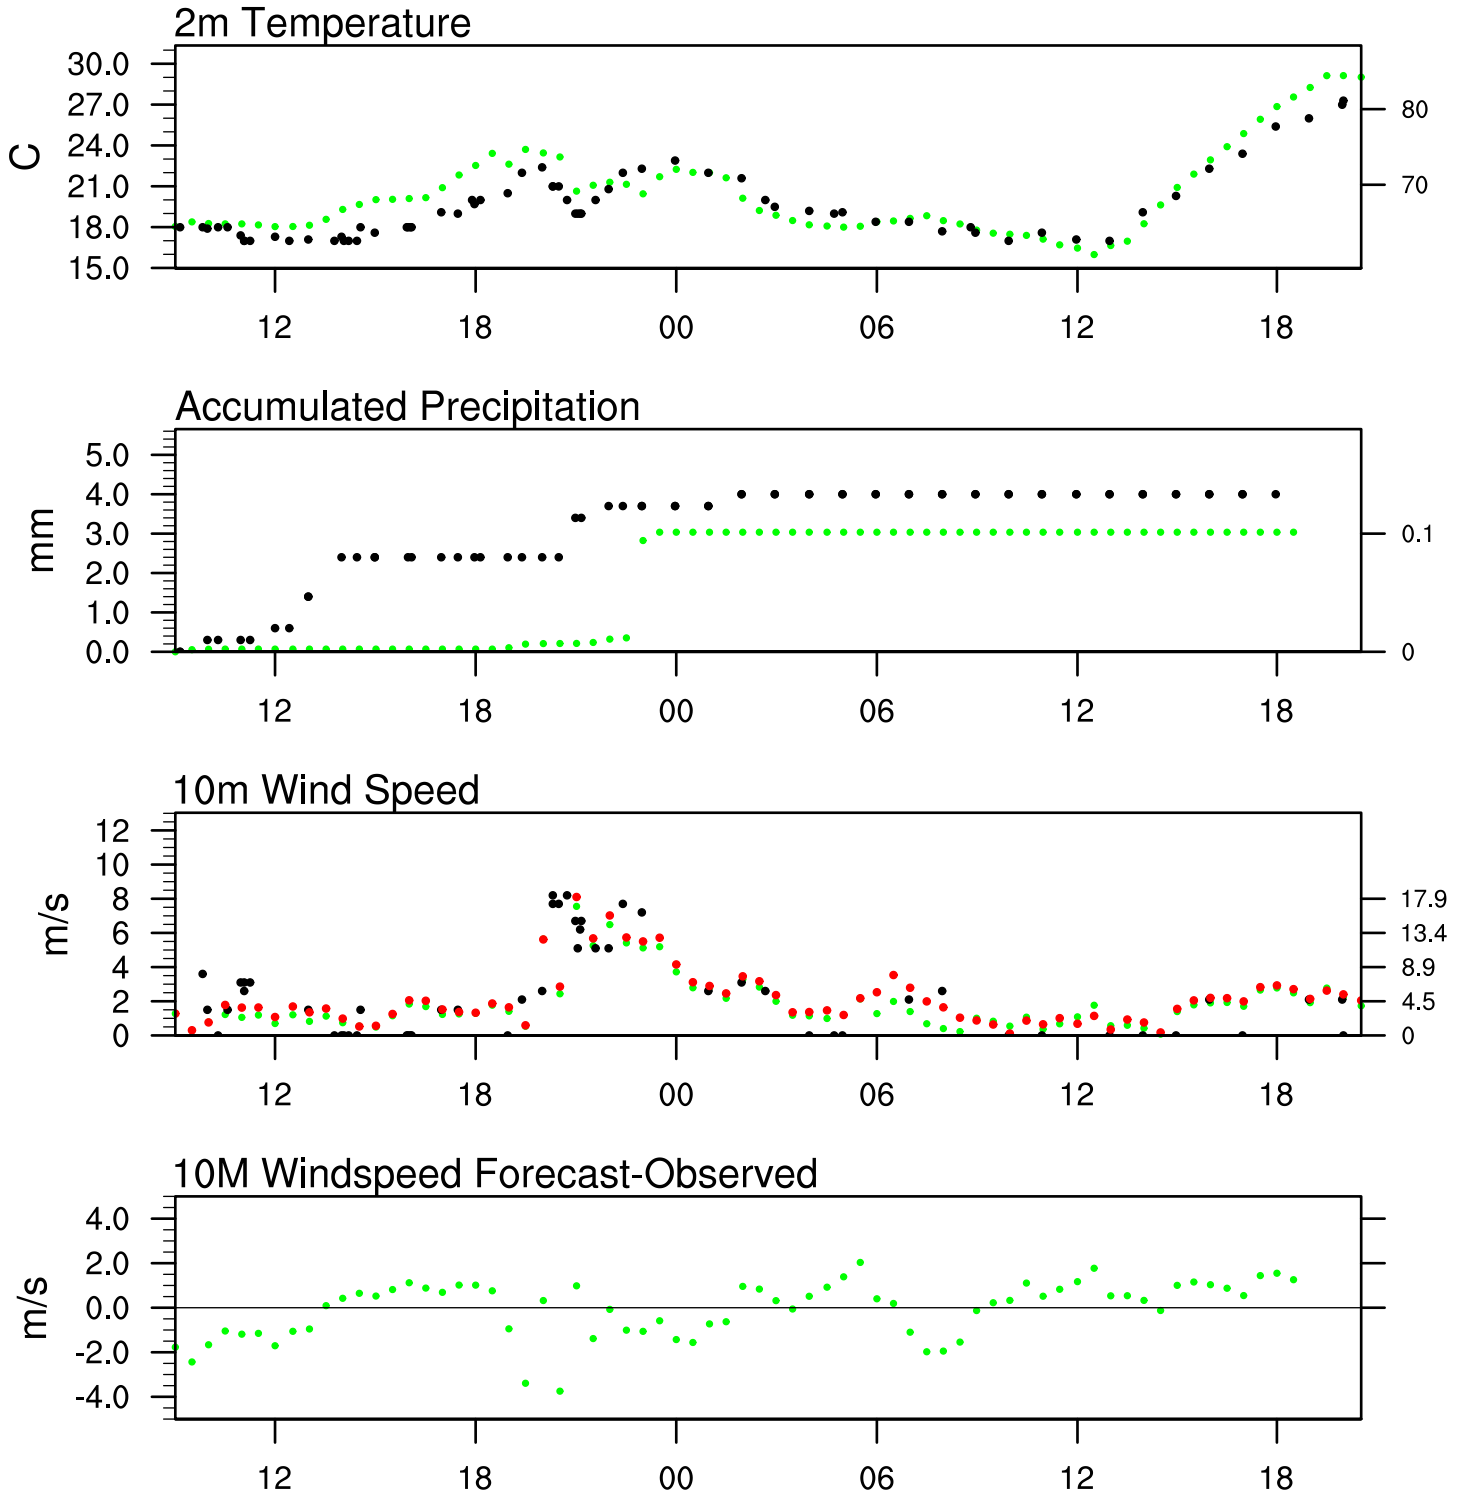 2m Temperature
30.0
27.0
80
24.0
C
21.0
70
18.0
15.0
12 18 00 06 12 18
Accumulated Precipitation
5.0
4.0
mm
3.0
0.1
2.0
1.0
0.0
0
12 18 00 06 12 18
10m Wind Speed
12
10
8
17.9
m/s
6
13.4
4
8.9
2
4.5
0
0
12 18 00 06 12 18
10M Windspeed Forecast-Observed
4.0
2.0
m/s
0.0
-2.0
-4.0
12 18 00 06 12 18